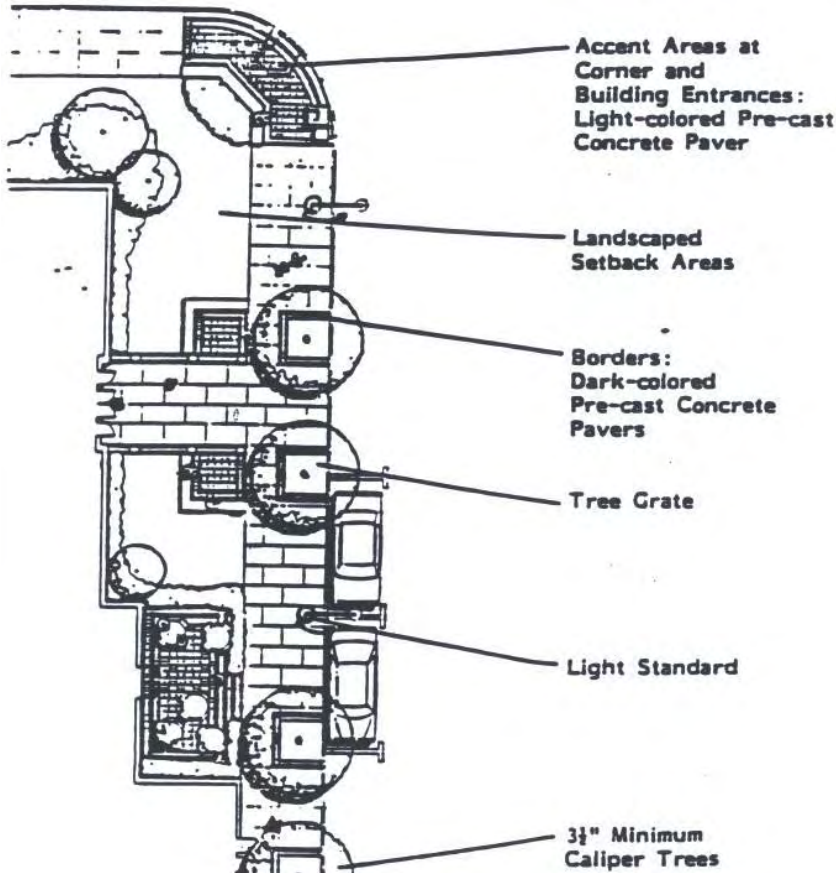 Accent Areas at
Corner and
Building Entrances:
Light-colored Pre-cast
Concrete Paver
Landscaped
Setback Areas
Borders:
Dark-colored
Pre-cast Concrete
Pavers
Tree Grate
Light Standard
3½" Minimum
Caliper Trees